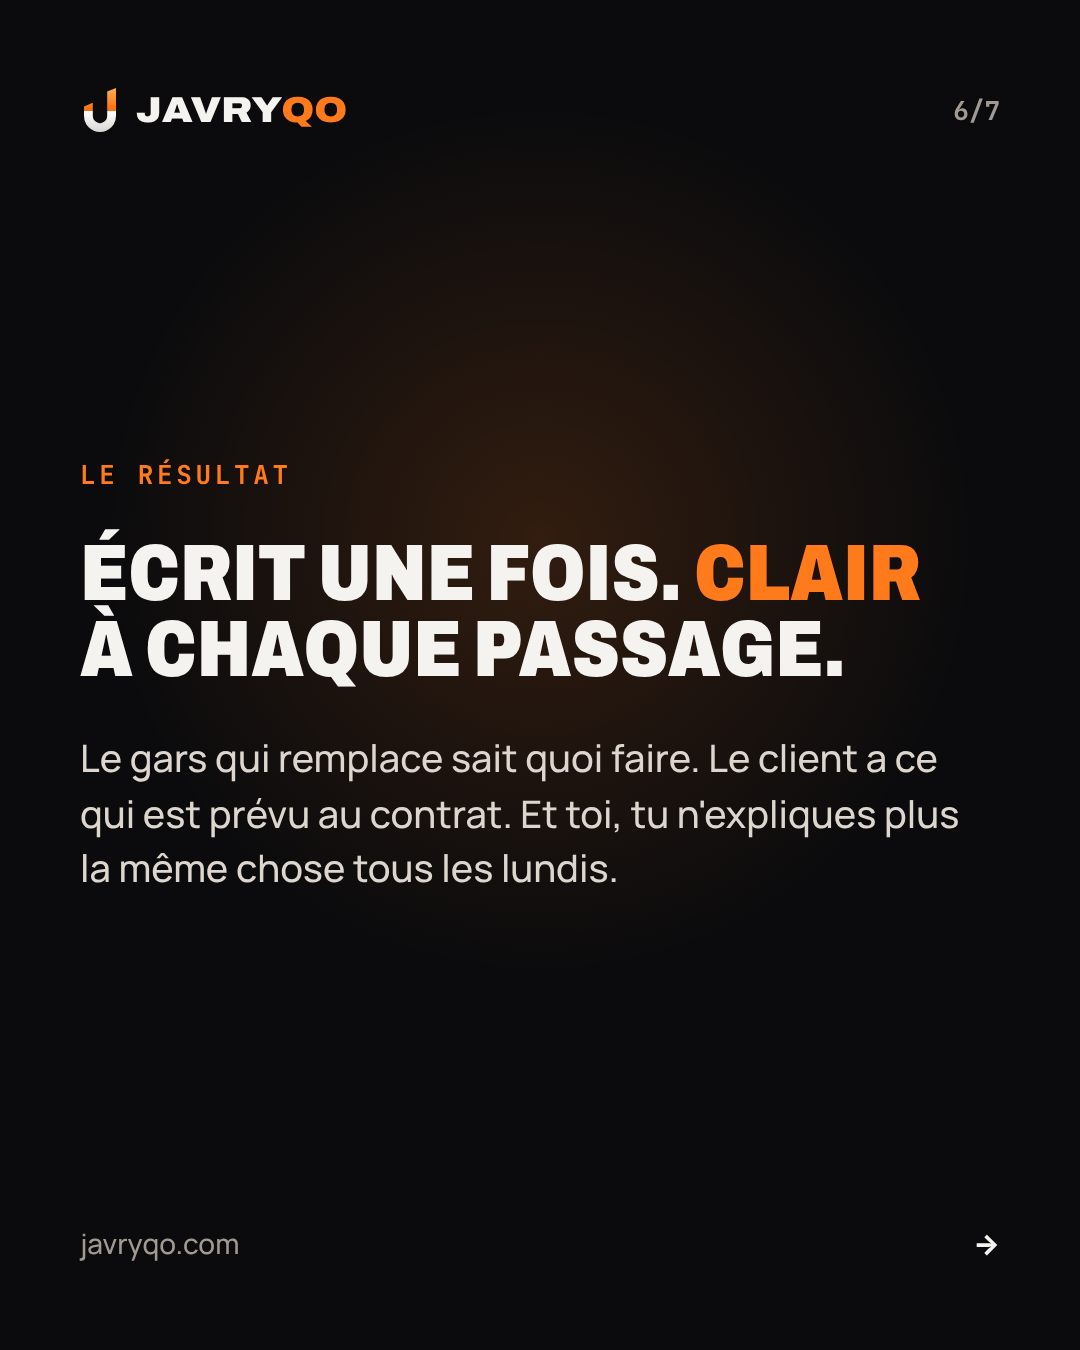 JAVRYQO
6/7
LE RÉSULTAT
ÉCRIT UNE FOIS. CLAIR
À CHAQUE PASSAGE.
Le gars qui remplace sait quoi faire. Le client a ce
qui est prévu au contrat. Et toi, tu n'expliques plus
la même chose tous les lundis.
javryqo.com
→